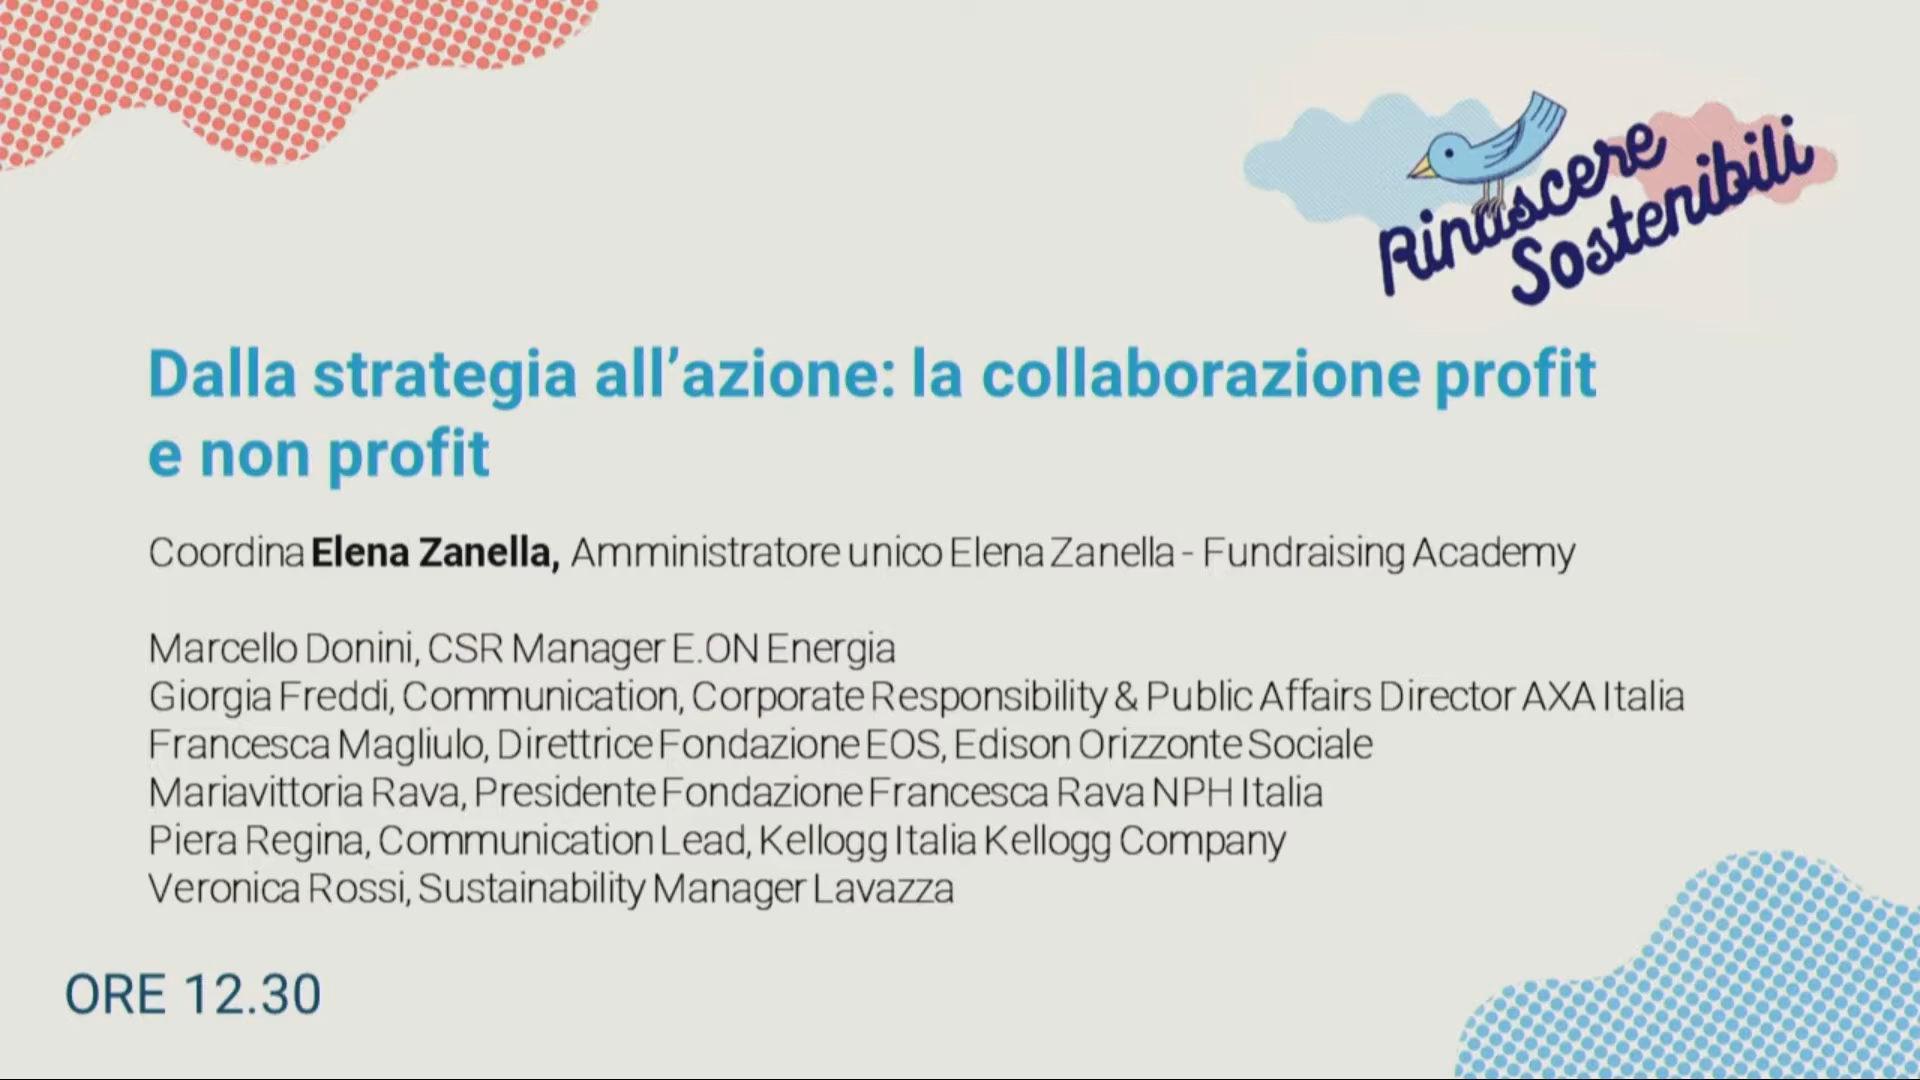 Rinascere
Sostenibili
Dalla strategia all’azione: la collaborazione profit
e non profit
Coordina Elena Zanella, Amministratore unico Elena Zanella - Fundraising Academy
Marcello Donini, CSR Manager E.ON Energia
Giorgia Freddi, Communication, Corporate Responsibility & Public Affairs Director AXA Italia
Francesca Magliulo, Direttrice Fondazione EOS, Edison Orizzonte Sociale
Mariavittoria Rava, Presidente Fondazione Francesca Rava NPH Italia
Piera Regina, Communication Lead, Kellogg Italia Kellogg Company
Veronica Rossi, Sustainability Manager Lavazza
ORE 12.30